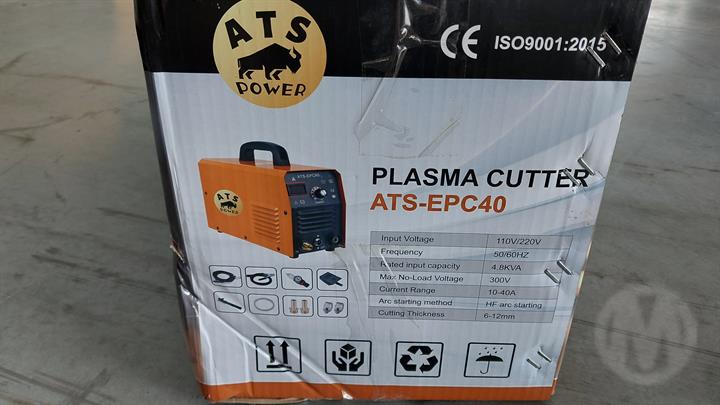 ATS
POWER
CE ISO9001:2015
ATS-EPC40
ATS
POWER
PLASMA CUTTER
ATS-EPC40
Input Voltage 110V/220V
Frequency 50/60HZ
Rated input capacity 4.8KVA
Max No-Load Voltage 300V
Current Range 10-40A
Arc starting method HF arc starting
Cutting Thickness 6-12mm
M